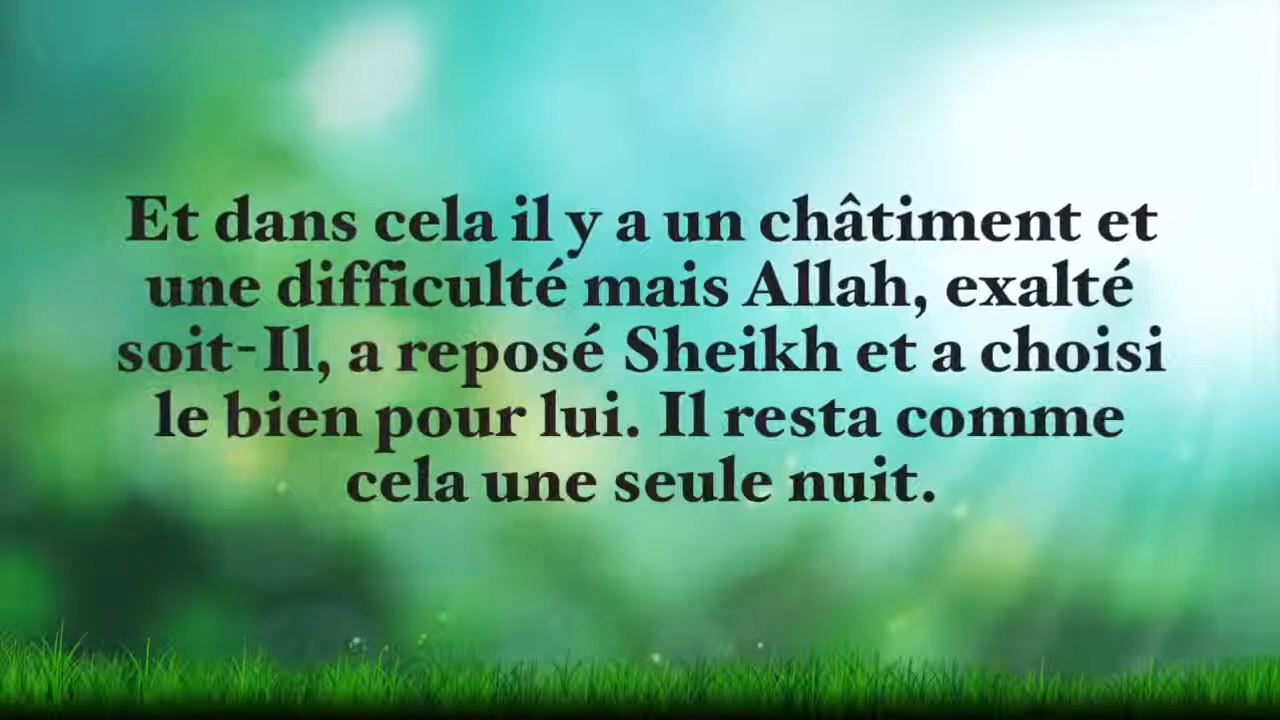 Et dans cela il y a un châtiment et
une difficulté mais Allah, exalté
soit-Il, a reposé Sheikh et a choisi
le bien pour lui. Il resta comme
cela une seule nuit.